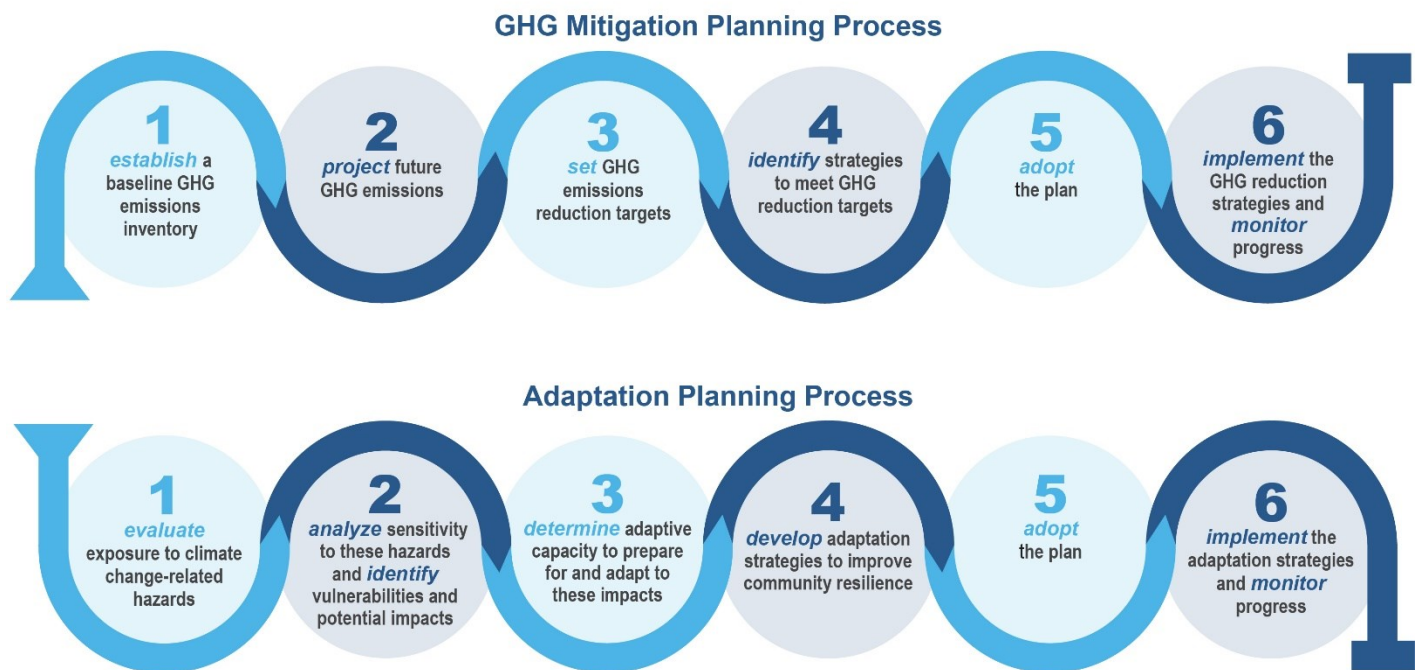 GHG Mitigation Planning Process
1
establish a
baseline GHG
emissions
inventory
2
project future
GHG emissions
3
set GHG
emissions
reduction targets
4
identify strategies
to meet GHG
reduction targets
5
adopt
the plan
6
implement the
GHG reduction
strategies and
monitor
progress
Adaptation Planning Process
1
evaluate
exposure to climate
change-related
hazards
2
analyze sensitivity
to these hazards
and identify
vulnerabilities and
potential impacts
3
determine adaptive
capacity to prepare
for and adapt to
these impacts
4
develop adaptation
strategies to improve
community resilience
5
adopt
the plan
6
implement the
adaptation strategies
and monitor
progress